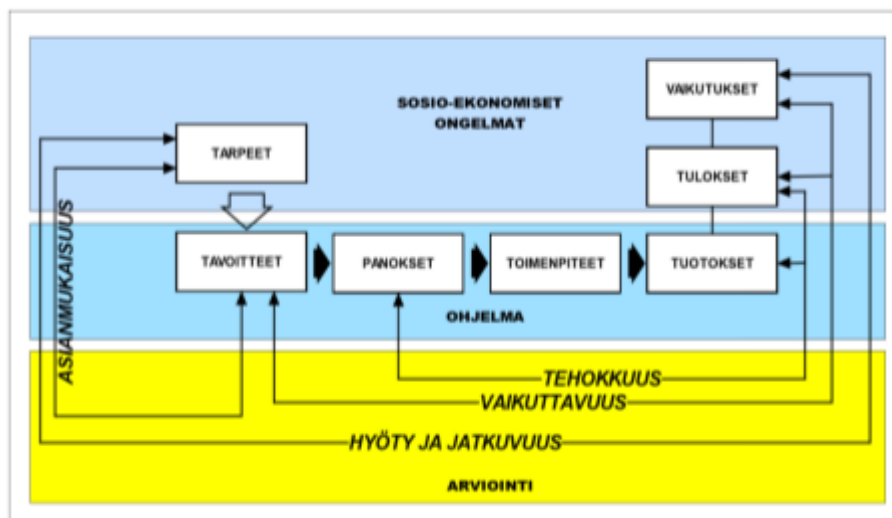 VAIKUTUKSET
SOSIO-EKONOMISET
ONGELMAT
TARPEET
TULOKSET
TAVOITTEET
PANOKSET
TOIMENPITEET
TUOTOKSET
OHJELMA
ASIANMUKAISUUS
TEHOKKUUS
VAIKUTTAVUUS
HYÖTY JA JATKUVUUS
ARVIOINTI